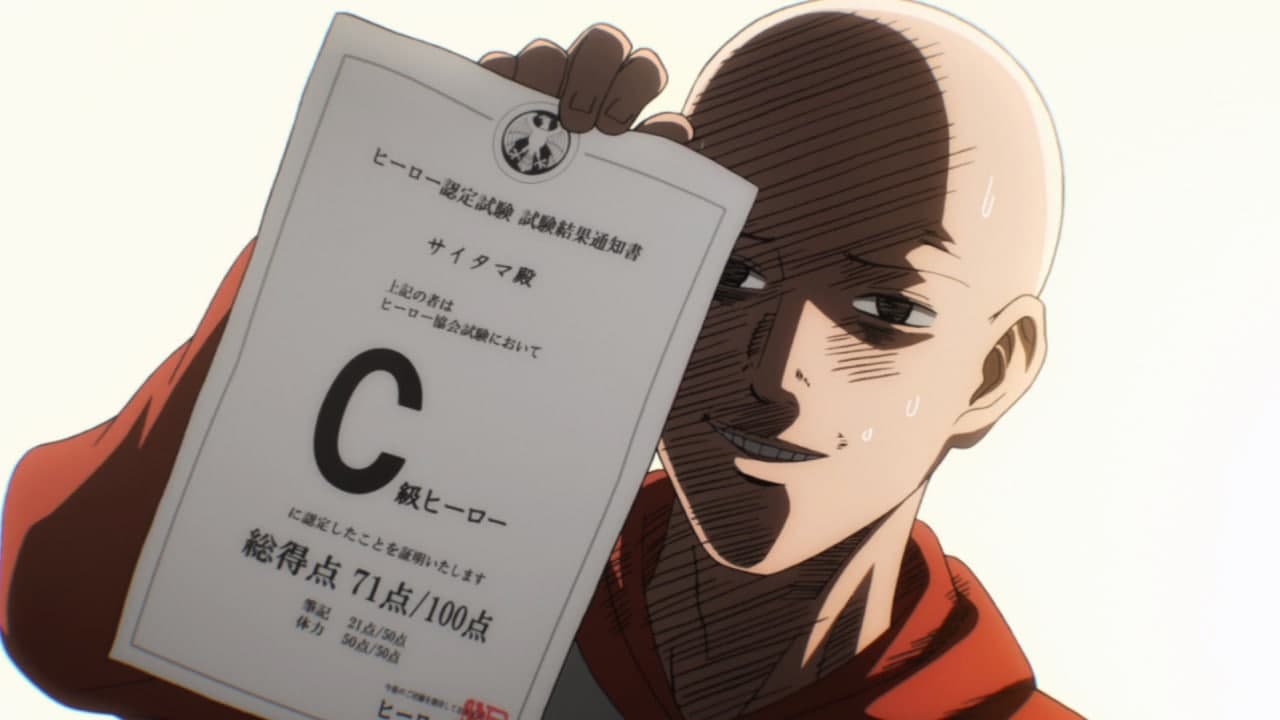 ヒーロー認定試験 試験結果通知書
サイタマ殿
上記の者は
ヒーロー協会試験において
C級ヒーロー
に認定したことを証明いたします
総得点 71点/100点
筆記 21点/50点
体力 50点/50点
ヒーロー